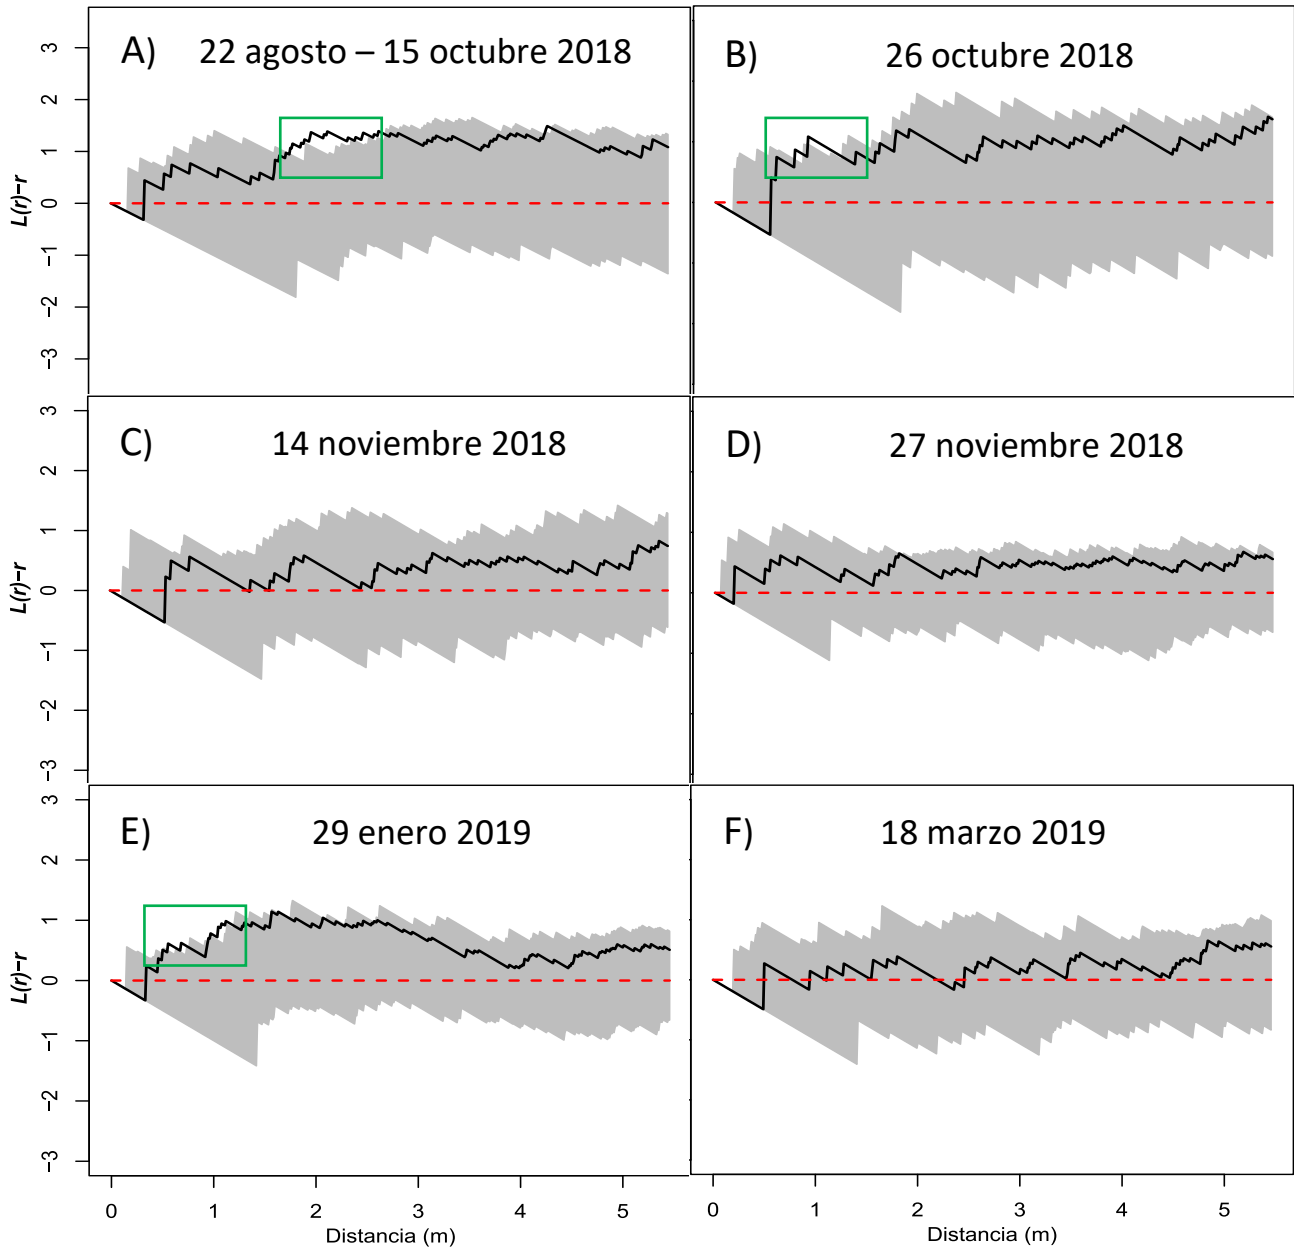 A) 22 agosto – 15 octubre 2018
B) 26 octubre 2018
3
2
1
0
−1
−2
−3
L(r)−r
C) 14 noviembre 2018
D) 27 noviembre 2018
3
2
1
0
−1
−2
−3
E) 29 enero 2019
F) 18 marzo 2019
3
2
1
0
−1
−2
−3
L(r)−r
0 1 2 3 4 5
0 1 2 3 4 5
Distancia (m)
Distancia (m)